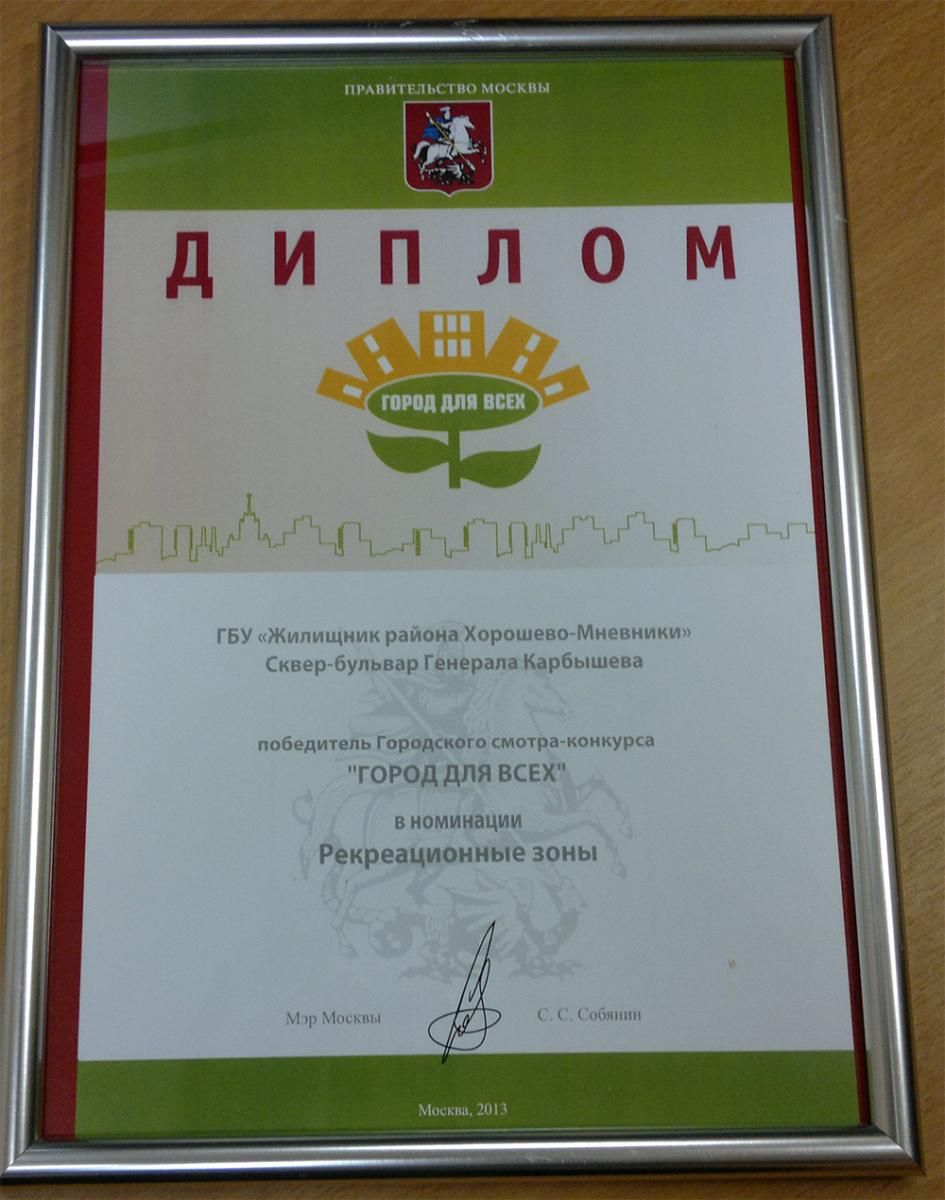 ПРАВИТЕЛЬСТВО МОСКВЫ
ДИПЛОМ
ГОРОД ДЛЯ ВСЕХ
ГБУ «Жилищник района Хорошево-Мневники»
Сквер-бульвар Генерала Карбышева
победитель Городского смотра-конкурса
"ГОРОД ДЛЯ ВСЕХ"
в номинации
Рекреационные зоны
Мэр Москвы С. С. Собянин
Москва, 2013